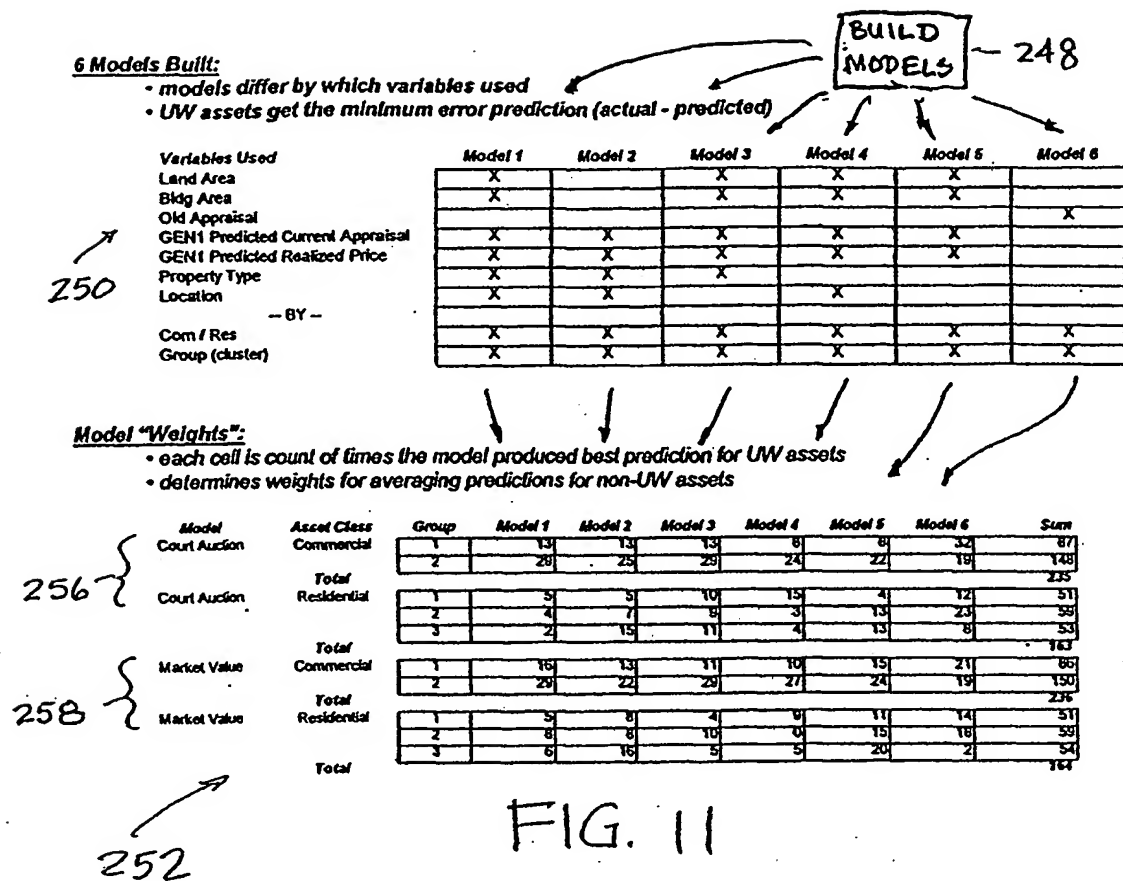 BUILD
MODELS
248
6 Models Built:
• models differ by which variables used
• UW assets get the minimum error prediction (actual - predicted)
Variables Used Model 1 Model 2 Model 3 Model 4 Model 5 Model 6
Land Area X X X X
Bldg Area X X X X
Old Appraisal X
GEN1 Predicted Current Appraisal X X X X X
GEN1 Predicted Realized Price X X X X X
250
Property Type X X X
Location X X X
-- BY --
Com / Res X X X X X X
Group (cluster) X X X X X X
Model "Weights":
• each cell is count of times the model produced best prediction for UW assets
• determines weights for averaging predictions for non-UW assets
Model Asset Class Group Model 1 Model 2 Model 3 Model 4 Model 5 Model 6 Sum
Court Auction Commercial 1 13 13 13 8 8 32 87
2 29 25 29 24 22 19 148
Total 235
256
Court Auction Residential 1 5 5 10 15 4 12 51
2 4 7 9 3 13 23 59
3 2 15 11 4 13 8 53
Total 163
Market Value Commercial 1 16 13 11 10 15 21 86
2 29 22 29 27 24 19 150
Total 236
258
Market Value Residential 1 5 8 4 9 11 14 51
2 8 8 10 0 15 18 59
3 6 16 5 5 20 2 54
Total 164
252
FIG. 11